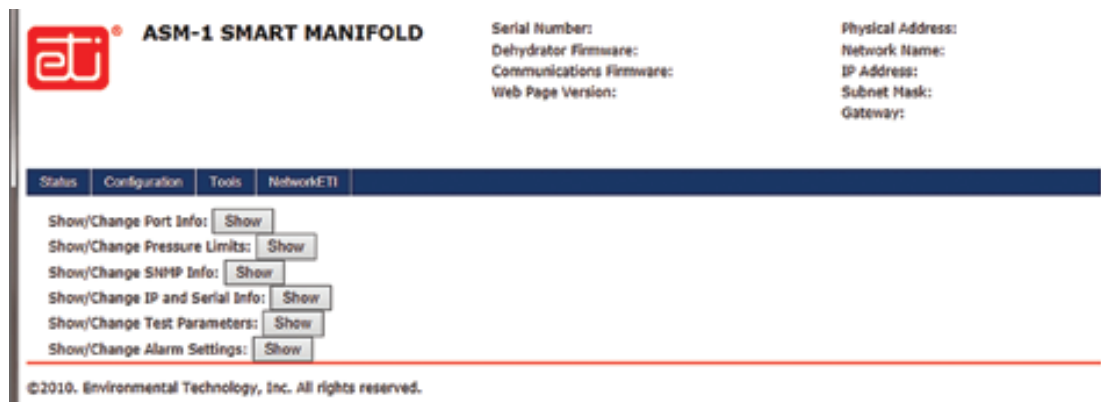 eti® ASM-1 SMART MANIFOLD
Serial Number:
Dehydrator Firmware:
Communications Firmware:
Web Page Version:
Physical Address:
Network Name:
IP Address:
Subnet Mask:
Gateway:
Status Configuration Tools NetworkETI
Show/Change Port Info: Show
Show/Change Pressure Limits: Show
Show/Change SNMP Info: Show
Show/Change IP and Serial Info: Show
Show/Change Test Parameters: Show
Show/Change Alarm Settings: Show
©2010. Environmental Technology, Inc. All rights reserved.